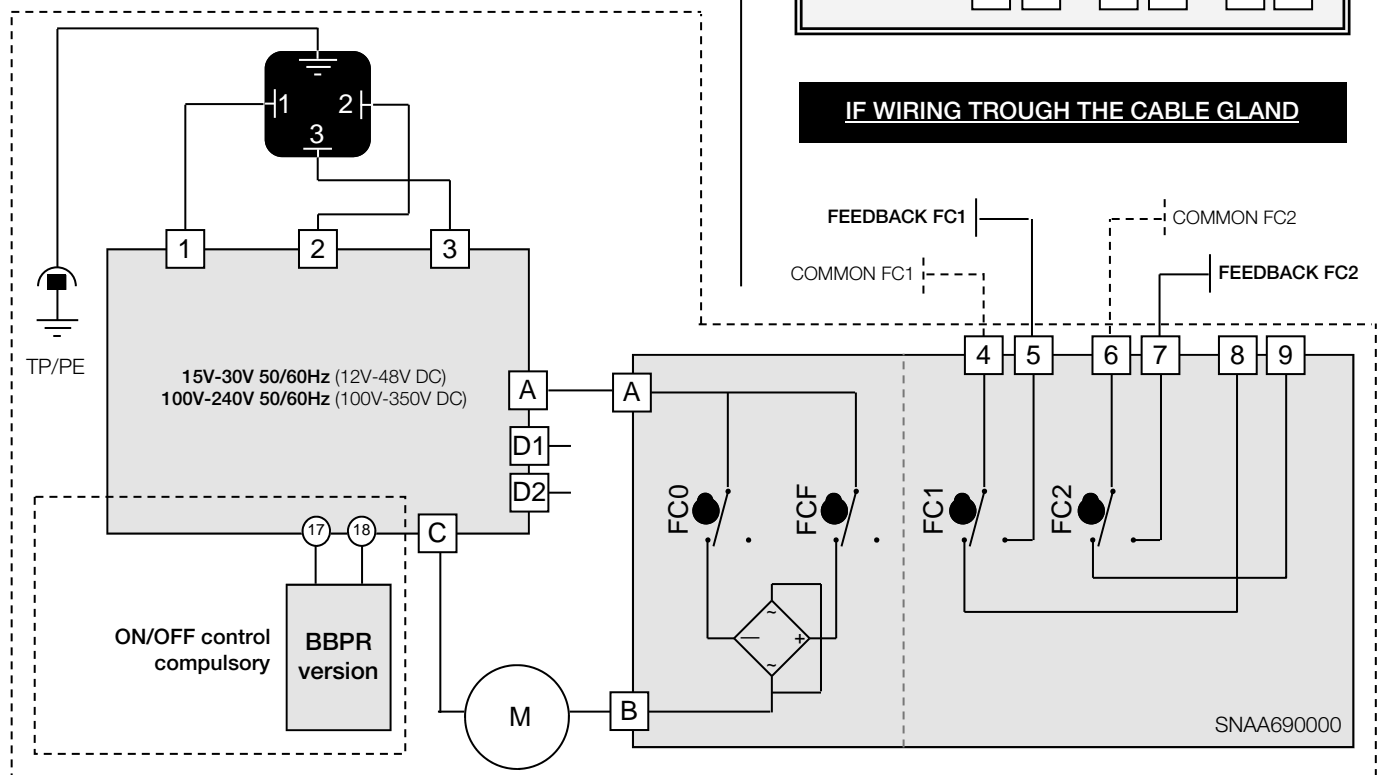 IF WIRING TROUGH THE CABLE GLAND
1 2
3
FEEDBACK FC1
COMMON FC2
COMMON FC1
FEEDBACK FC2
1 2 3
4 5 6 7 8 9
TP/PE
15V-30V 50/60Hz (12V-48V DC)
100V-240V 50/60Hz (100V-350V DC)
A A
D1
D2
FC0 FCF FC1 FC2
17 18 C
~
— +
~
ON/OFF control
compulsory
BBPR
version
M B
SNAA690000